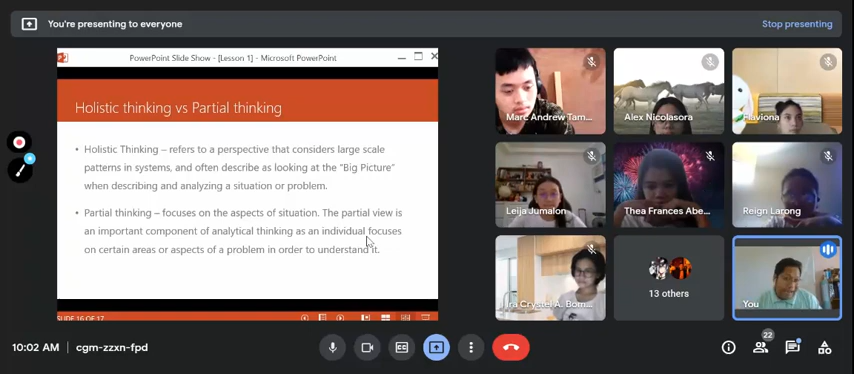 You're presenting to everyone
Stop presenting
PowerPoint Slide Show - [Lesson 1] - Microsoft PowerPoint
Holistic thinking vs Partial thinking
• Holistic Thinking – refers to a perspective that considers large scale
patterns in systems, and often describe as looking at the "Big Picture"
when describing and analyzing a situation or problem.
• Partial thinking – focuses on the aspects of situation. The partial view is
an important component of analytical thinking as an individual focuses
on certain areas or aspects of a problem in order to understand it.
SLIDE 16 OF 17
Marc Andrew Tam...
Alex Nicolasora
Flaviona
Leija Jumalon
Thea Frances Abe...
Reign Larong
Ira Crystel A. Bom...
13 others
You
10:02 AM | cgm-zzxn-fpd
22